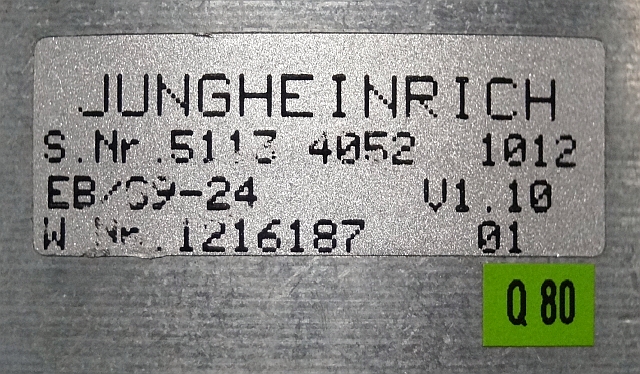 JUNGHEINRICH
S.Nr.5113 4052 1012
EB/S9-24 V1.10
W Nr.1216187 01
Q 80